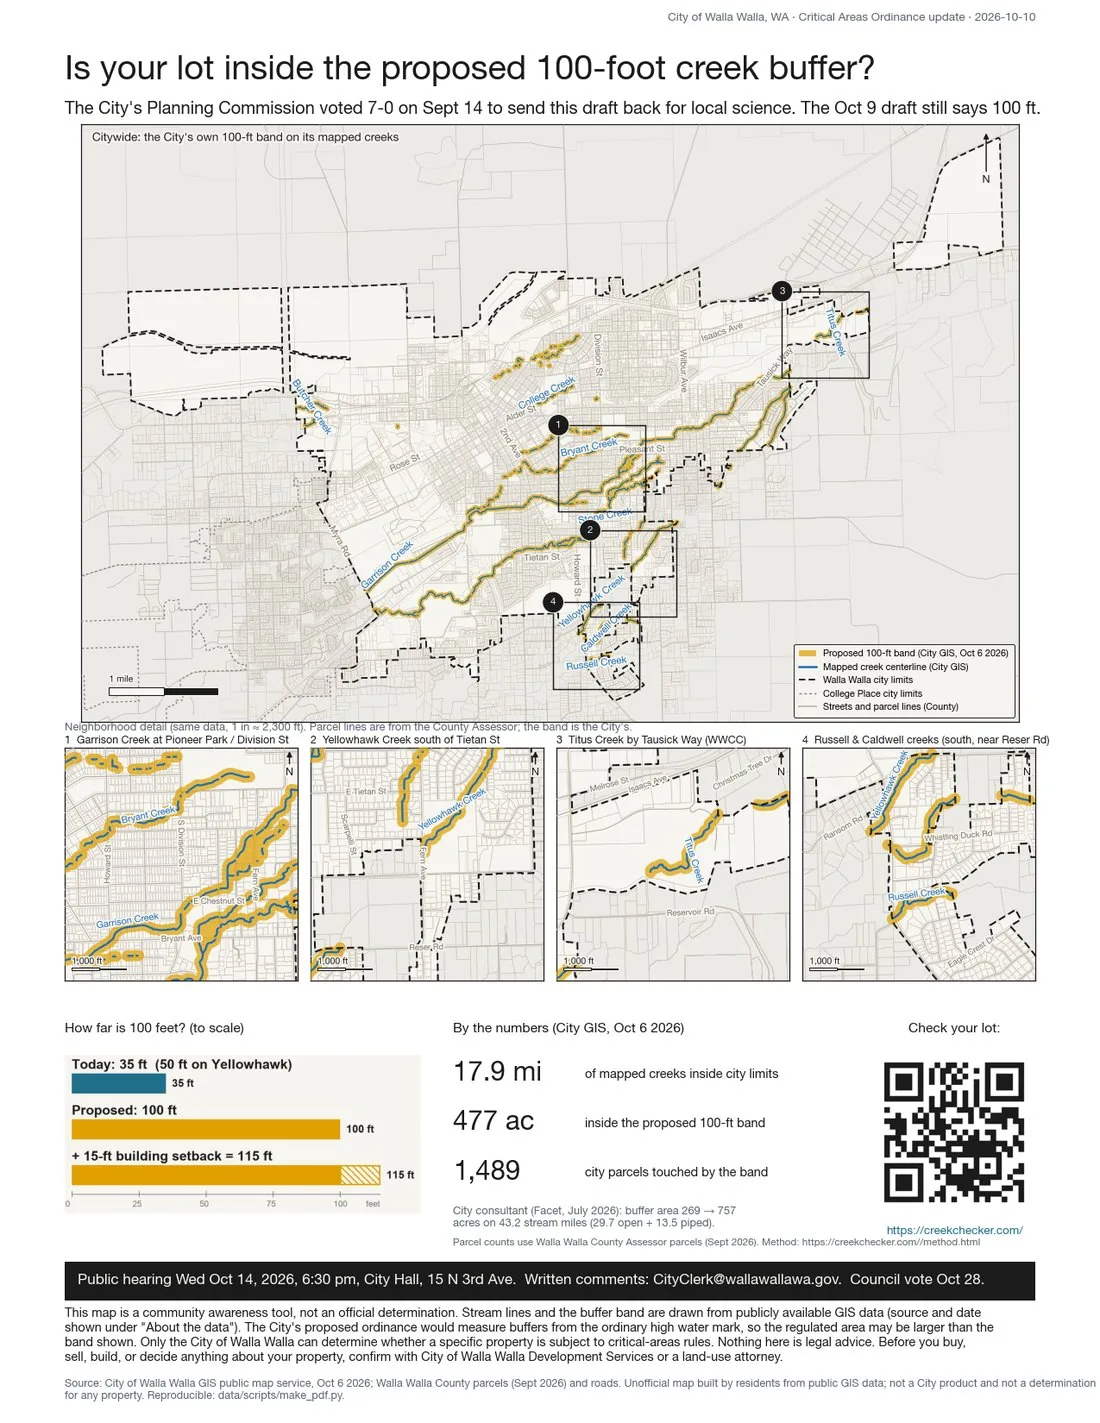 City of Walla Walla, WA · Critical Areas Ordinance update · 2026-10-10
Is your lot inside the proposed 100-foot creek buffer?
The City's Planning Commission voted 7-0 on Sept 14 to send this draft back for local science. The Oct 9 draft still says 100 ft.
Citywide: the City's own 100-ft band on its mapped creeks
N
3
Titus Creek
Isaacs Ave
Division St
Wilbur Ave
Tausick Way
Butcher Creek
College Creek
Alder St
1
2nd Ave
Bryant Creek
Pleasant St
Rose St
Stone Creek
2
Myra Rd
Garrison Creek
Tietan St
Howard St
4
Yellowhawk Creek
Caldwell Creek
Russell Creek
1 mile
Proposed 100-ft band (City GIS, Oct 6 2026)
Mapped creek centerline (City GIS)
Walla Walla city limits
College Place city limits
Streets and parcel lines (County)
Neighborhood detail (same data, 1 in ≈ 2,300 ft). Parcel lines are from the County Assessor; the band is the City's.
1 Garrison Creek at Pioneer Park / Division St
N
Bryant Creek
S Division St
Howard St
Fern Ave
E Chestnut St
Garrison Creek
Bryant Ave
1,000 ft
2 Yellowhawk Creek south of Tietan St
N
E Tietan St
Yellowhawk Creek
Scarpelli St
Fern Ave
Reser Rd
1,000 ft
3 Titus Creek by Tausick Way (WWCC)
N
Melrose St
Isaacs Ave
Christmas Tree Dr
Titus Creek
Reservoir Rd
1,000 ft
4 Russell & Caldwell creeks (south, near Reser Rd)
N
Yellowhawk Creek
Ransom Rd
Whistling Duck Rd
Russell Creek
Eagle Crest Dr
1,000 ft
How far is 100 feet? (to scale)
Today: 35 ft (50 ft on Yellowhawk)
35 ft
Proposed: 100 ft
100 ft
+ 15-ft building setback = 115 ft
115 ft
0 25 50 75 100 feet
By the numbers (City GIS, Oct 6 2026)
17.9 mi of mapped creeks inside city limits
477 ac inside the proposed 100-ft band
1,489 city parcels touched by the band
City consultant (Facet, July 2026): buffer area 269 → 757
acres on 43.2 stream miles (29.7 open + 13.5 piped).
Parcel counts use Walla Walla County Assessor parcels (Sept 2026). Method: https://creekchecker.com//method.html
Check your lot:
https://creekchecker.com/
Public hearing Wed Oct 14, 2026, 6:30 pm, City Hall, 15 N 3rd Ave. Written comments: CityClerk@wallawallawa.gov. Council vote Oct 28.
This map is a community awareness tool, not an official determination. Stream lines and the buffer band are drawn from publicly available GIS data (source and date
shown under "About the data"). The City's proposed ordinance would measure buffers from the ordinary high water mark, so the regulated area may be larger than the
band shown. Only the City of Walla Walla can determine whether a specific property is subject to critical-areas rules. Nothing here is legal advice. Before you buy,
sell, build, or decide anything about your property, confirm with City of Walla Walla Development Services or a land-use attorney.
Source: City of Walla Walla GIS public map service, Oct 6 2026; Walla Walla County parcels (Sept 2026) and roads. Unofficial map built by residents from public GIS data; not a City product and not a determination
for any property. Reproducible: data/scripts/make_pdf.py.